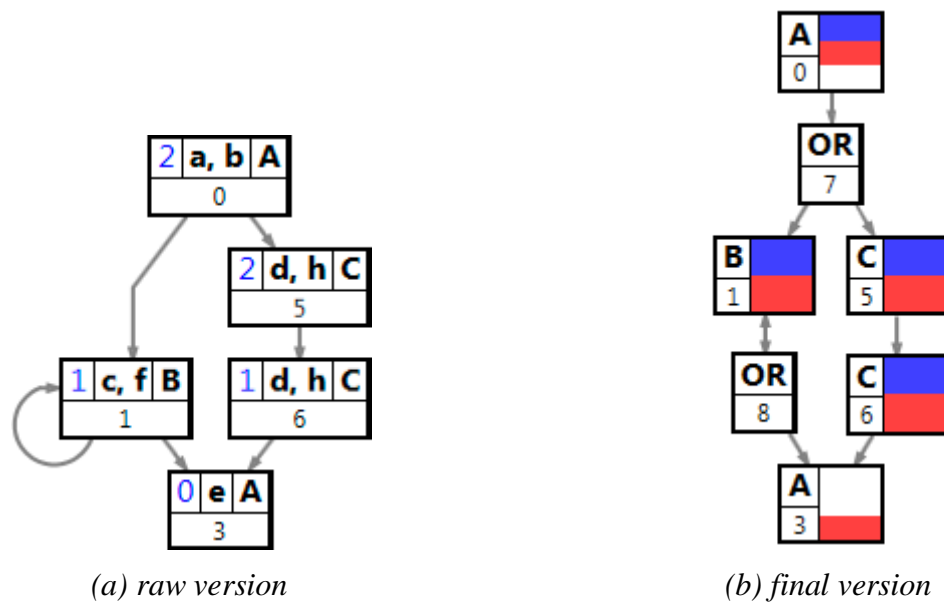 2 a, b A
0
2 d, h C
5
1 c, f B
1
1 d, h C
6
0 e A
3
(a) raw version
A
0
OR
7
B
1
C
5
OR
8
C
6
A
3
(b) final version